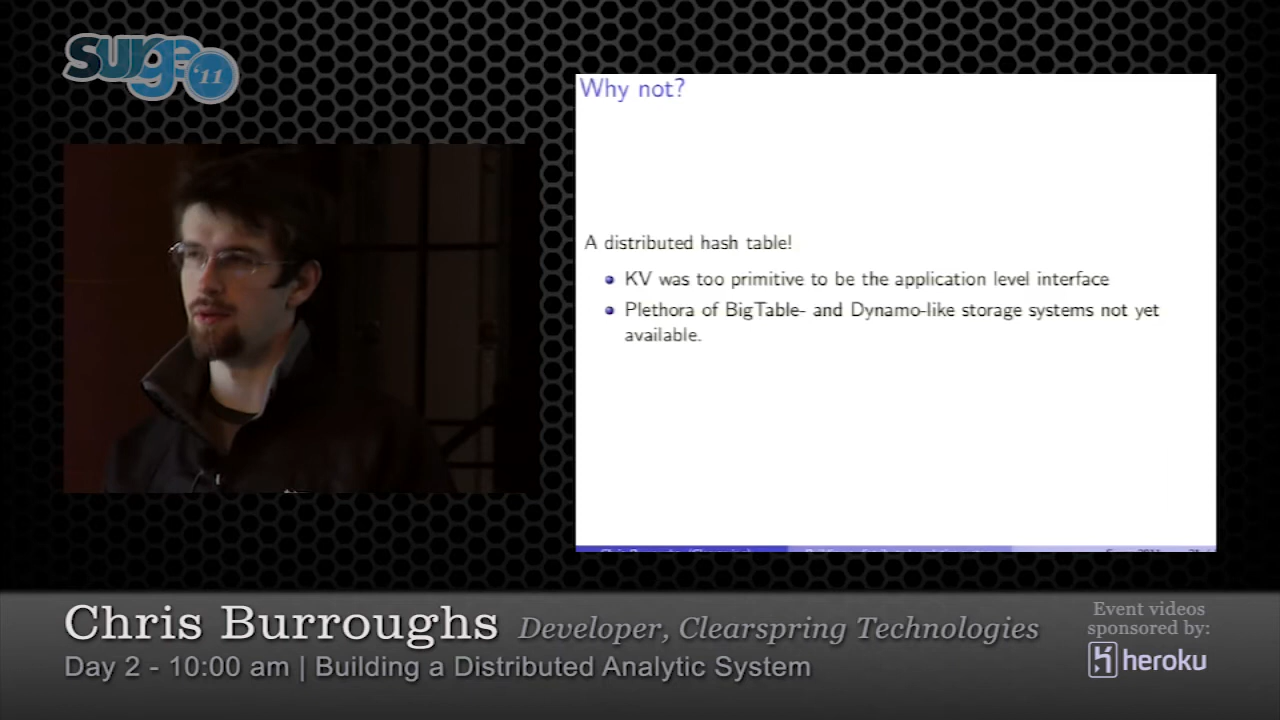 surge '11
Why not?
A distributed hash table!
KV was too primitive to be the application level interface
Plethora of BigTable- and Dynamo-like storage systems not yet
available.
Chris Burroughs Developer, Clearspring Technologies
Day 2 - 10:00 am | Building a Distributed Analytic System
Event videos
sponsored by:
heroku